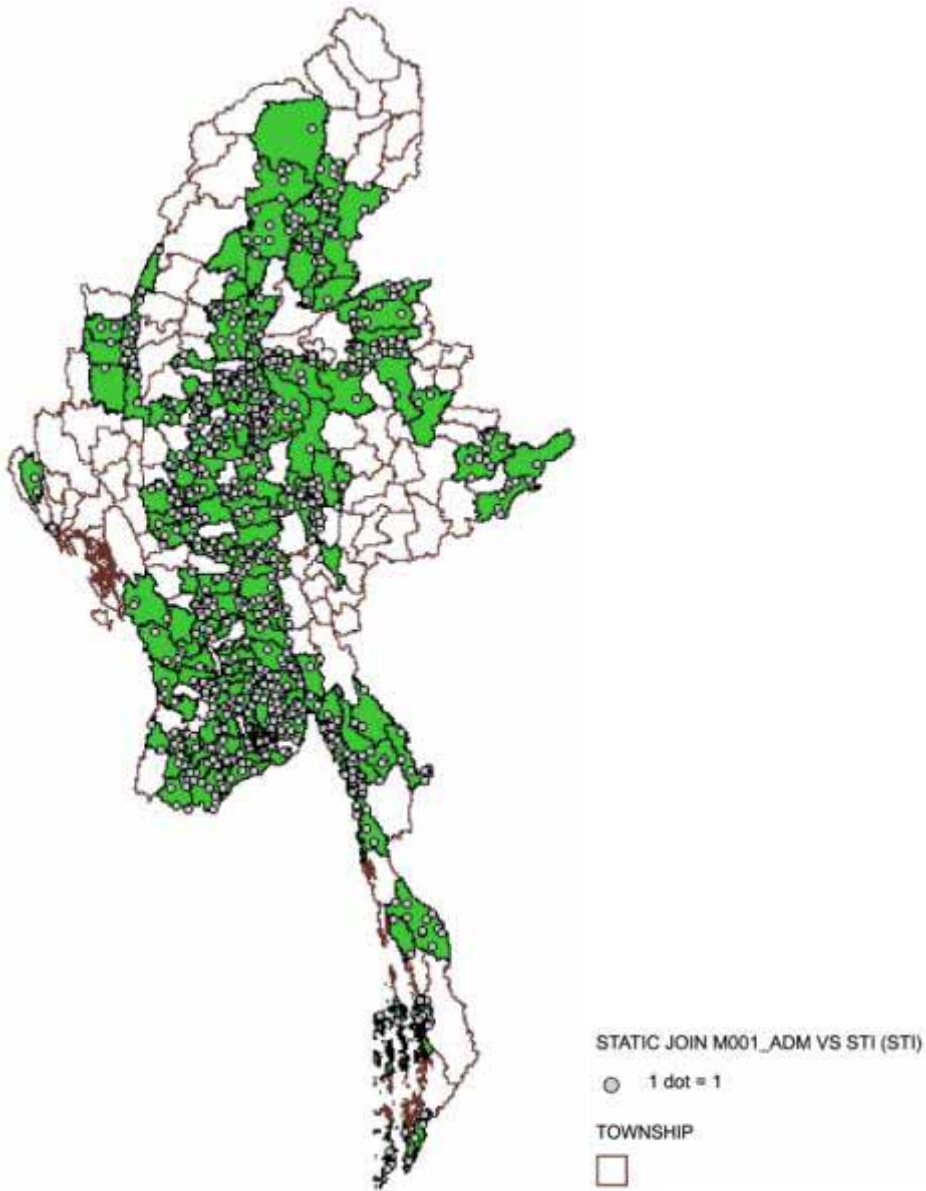 STATIC JOIN M001_ADM VS STI (STI)
1 dot = 1
TOWNSHIP